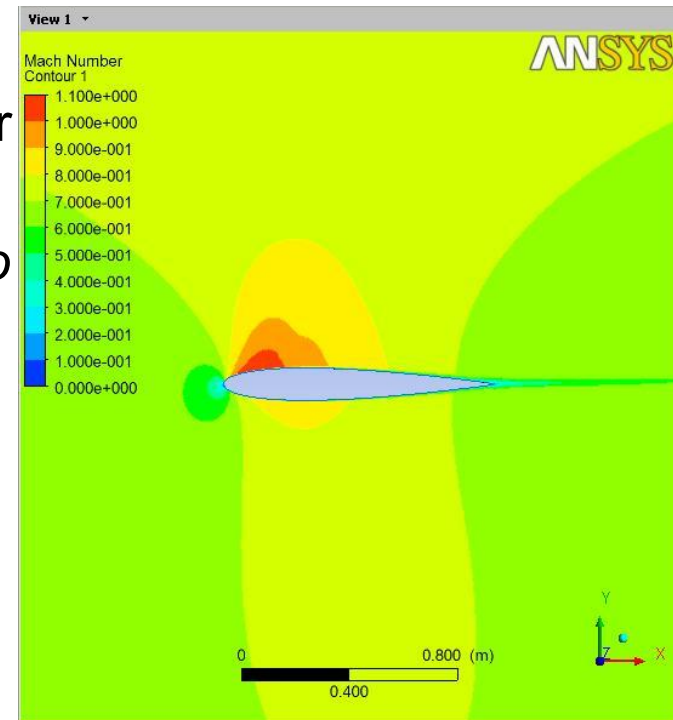 View 1
ANSYS
Mach Number
Contour 1
1.100e+000
1.000e+000
9.000e-001
8.000e-001
7.000e-001
6.000e-001
5.000e-001
4.000e-001
3.000e-001
2.000e-001
1.000e-001
0.000e+000
r
o
Y
Z
X
0
0.800 (m)
0.400